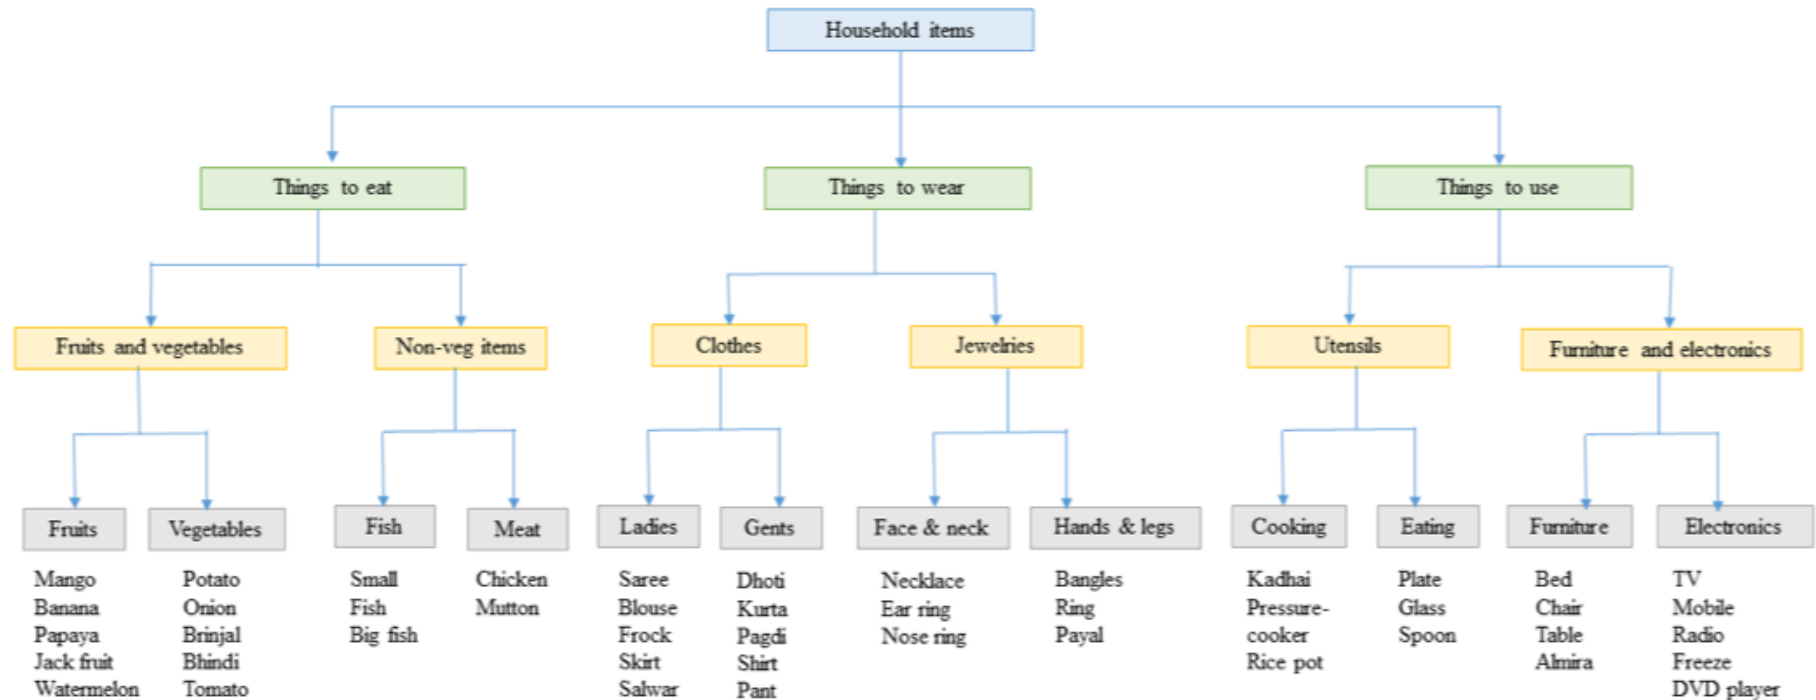 Household items
Things to eat
Things to wear
Things to use
Fruits and vegetables
Non-veg items
Clothes
Jewelries
Utensils
Furniture and electronics
Fruits
Vegetables
Fish
Meat
Ladies
Gents
Face & neck
Hands & legs
Cooking
Eating
Furniture
Electronics
Mango
Banana
Papaya
Jack fruit
Watermelon
Potato
Onion
Brinjal
Bhindi
Tomato
Small
Fish
Big fish
Chicken
Mutton
Saree
Blouse
Frock
Skirt
Salwar
Dhoti
Kurta
Pagdi
Shirt
Pant
Necklace
Ear ring
Nose ring
Bangles
Ring
Payal
Kadhai
Pressure-
cooker
Rice pot
Plate
Glass
Spoon
Bed
Chair
Table
Almira
TV
Mobile
Radio
Freeze
DVD player